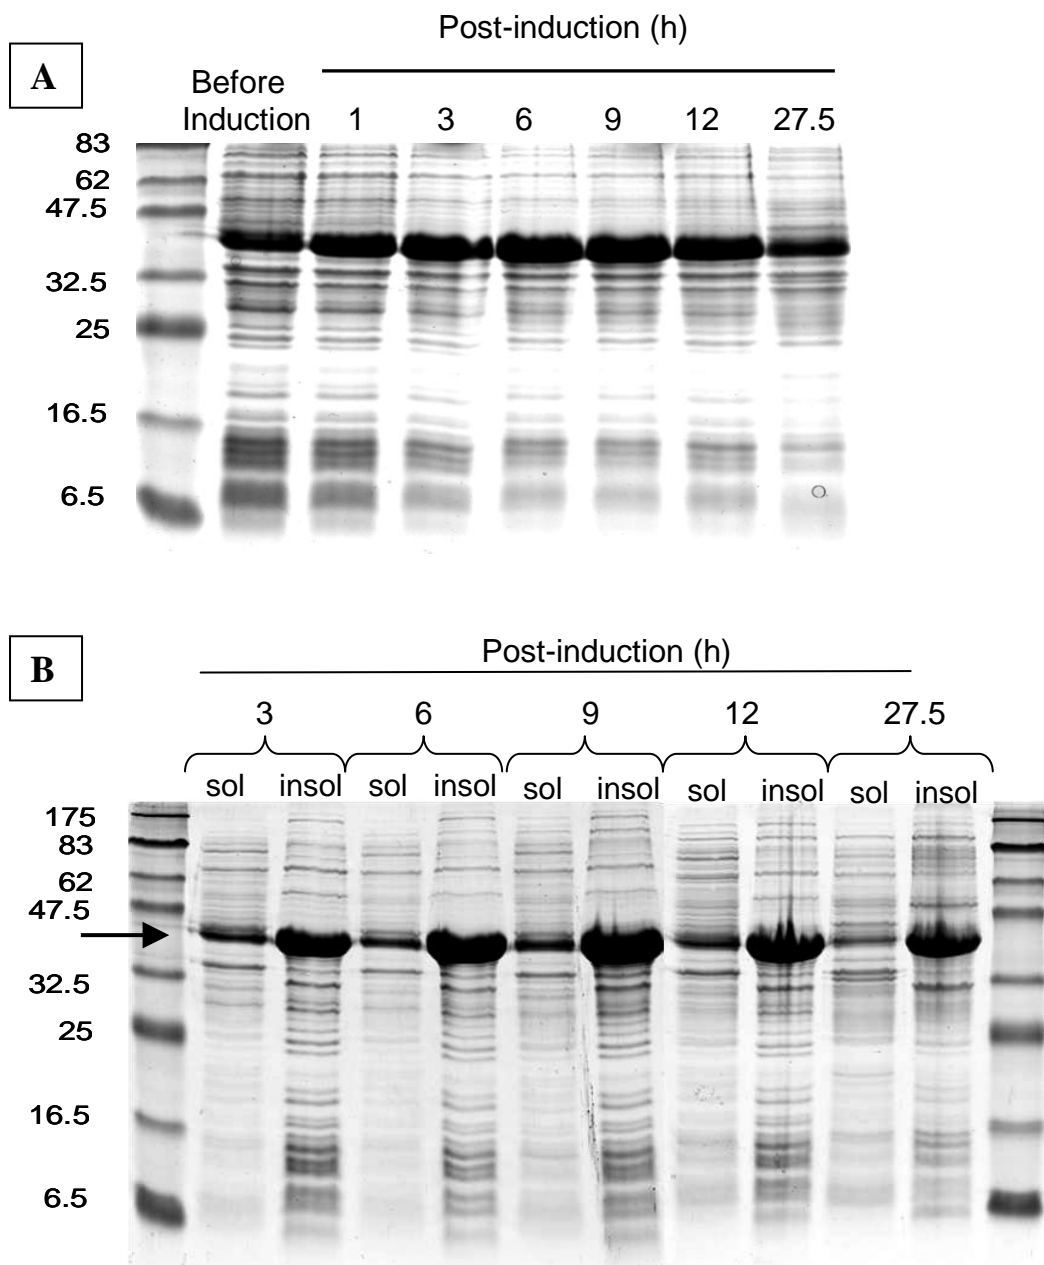 A
Post-induction (h)
Before
Induction 1 3 6 9 12 27.5
83
62
47.5
32.5
25
16.5
6.5
B
Post-induction (h)
3 6 9 12 27.5
sol insol sol insol sol insol sol insol sol insol
175
83
62
47.5
32.5
25
16.5
6.5